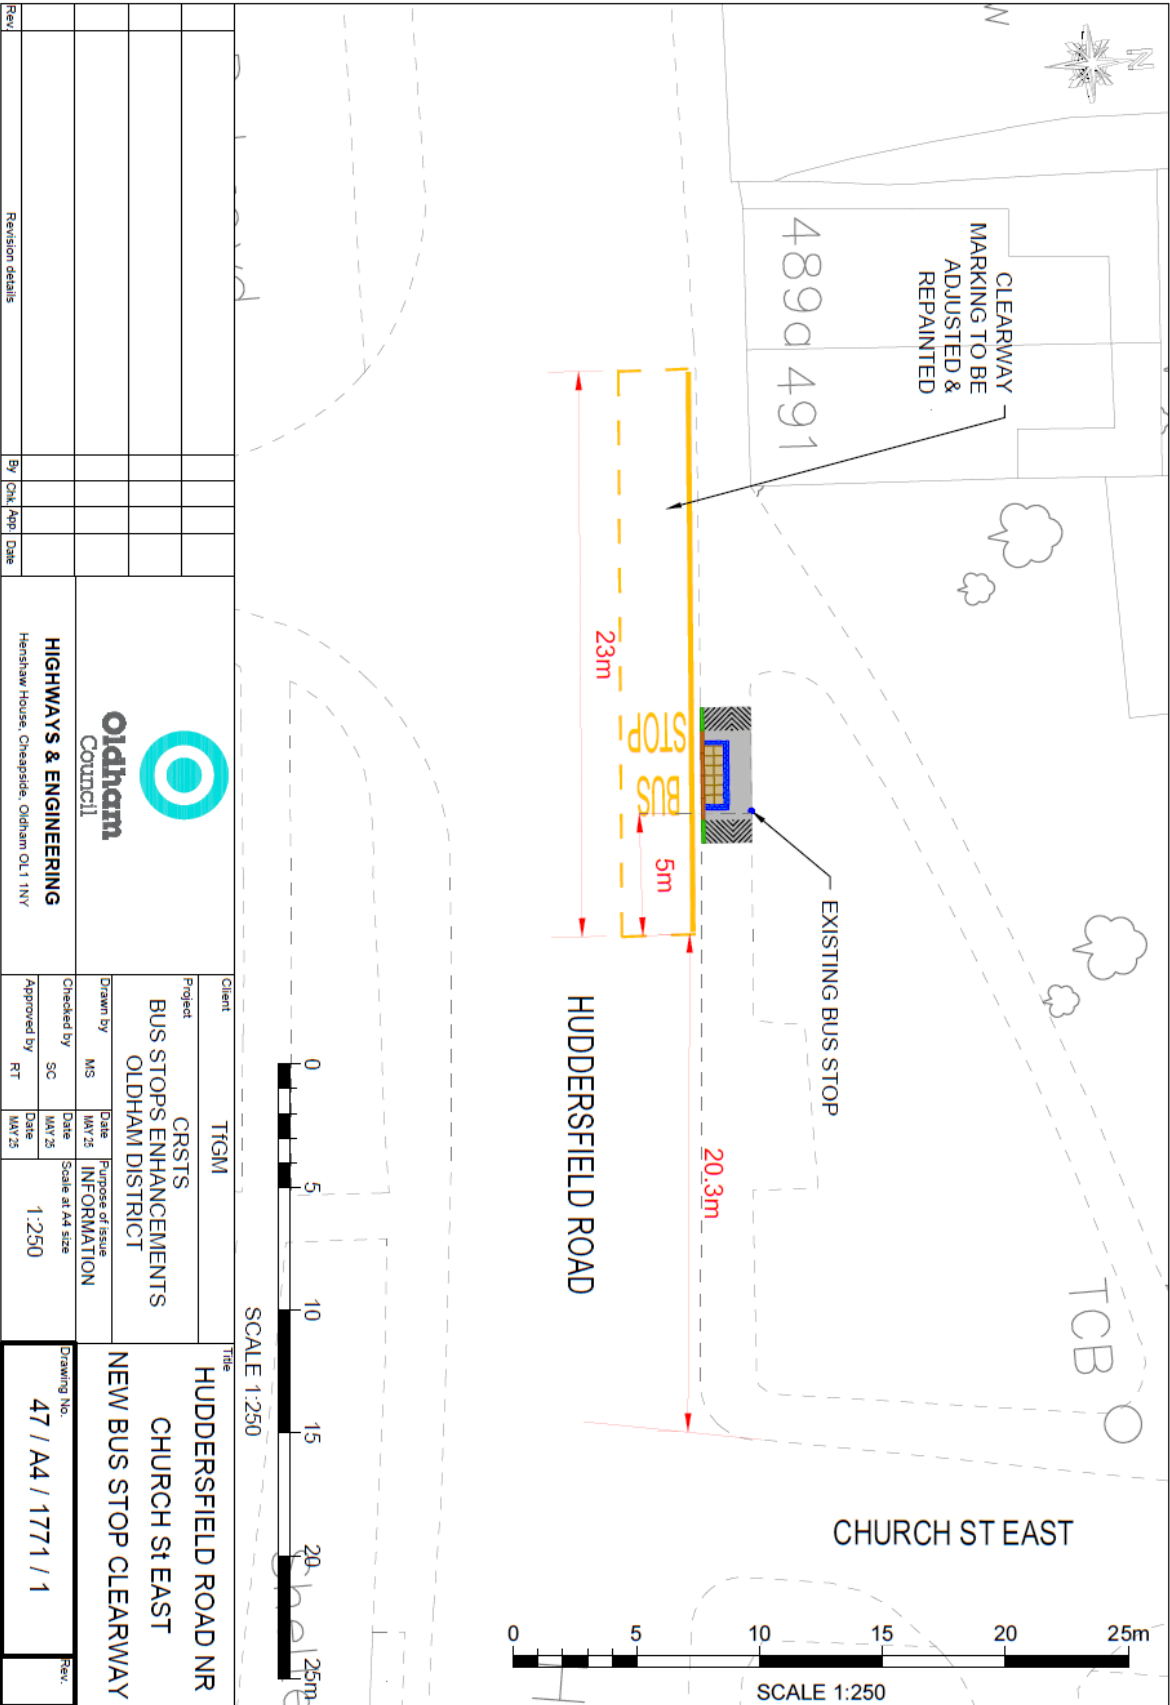 N
W
CLEARWAY
MARKING TO BE
ADJUSTED &
REPAINTED
489a 491
EXISTING BUS STOP
BUS
STOP
23m
5m
20.3m
HUDDERSFIELD ROAD
TCB
CHURCH ST EAST
H
0 5 10 15 20 25m
SCALE 1:250
0 5 10 15 20 25m
SCALE 1:250
Rev.
Revision details
By
Chk.
App.
Date
Oldham
Council
HIGHWAYS & ENGINEERING
Henshaw House, Cheapside, Oldham OL1 1NY
Client
TfGM
Project
CRSTS
BUS STOPS ENHANCEMENTS
OLDHAM DISTRICT
Drawn by
MS
Date
MAY 25
Checked by
SC
Date
MAY 25
Approved by
RT
Date
MAY 25
Purpose of issue
INFORMATION
Scale at A4 size
1:250
Title
HUDDERSFIELD ROAD NR
CHURCH St EAST
NEW BUS STOP CLEARWAY
Drawing No.
47 / A4 / 1771 / 1
Rev.